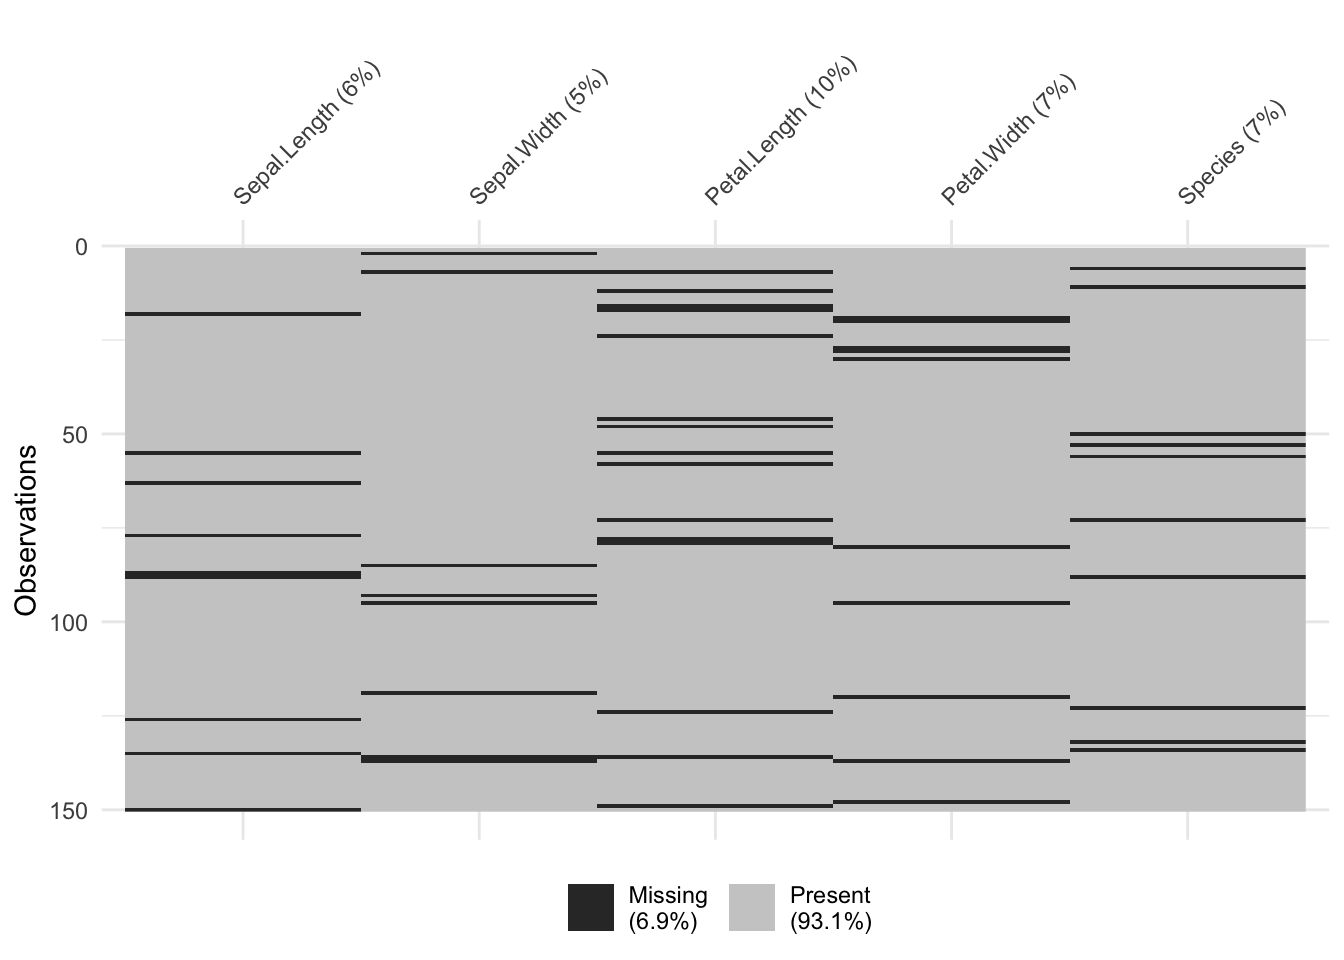 Sepal.Length (6%)
Sepal.Width (5%)
Petal.Length (10%)
Petal.Width (7%)
Species (7%)
0
50
100
150
Observations
Missing
(6.9%)
Present
(93.1%)